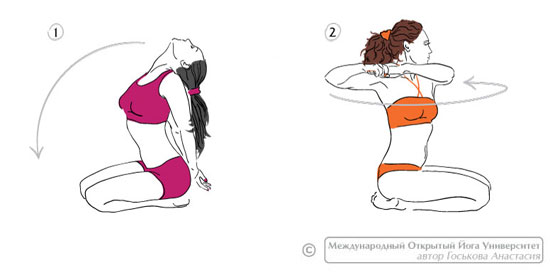 1
2
© Международный Открытый Йога Университет
автор Госькова Анастасия